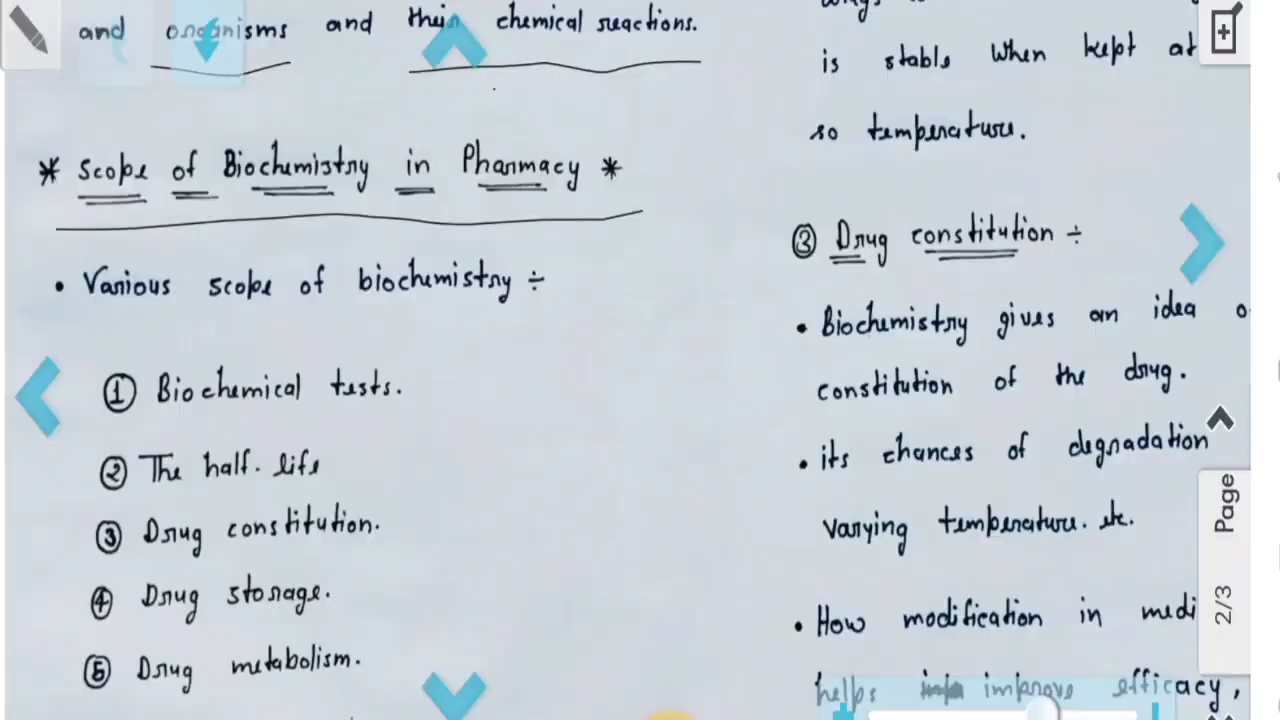 and organisms and their chemical reactions.
* Scope of Biochemistry in Pharmacy *
• Various scope of biochemistry ÷
① Biochemical tests.
② The half. life
③ Drug constitution.
④ Drug storage.
⑤ Drug metabolism.
is stable when kept at
so temperature.
③ Drug constitution ÷
• Biochemistry gives an idea o
constitution of the drug.
• its chances of degradation
varying temperature. etc.
• How modification in medi
helps improve efficacy,
Page
2/3